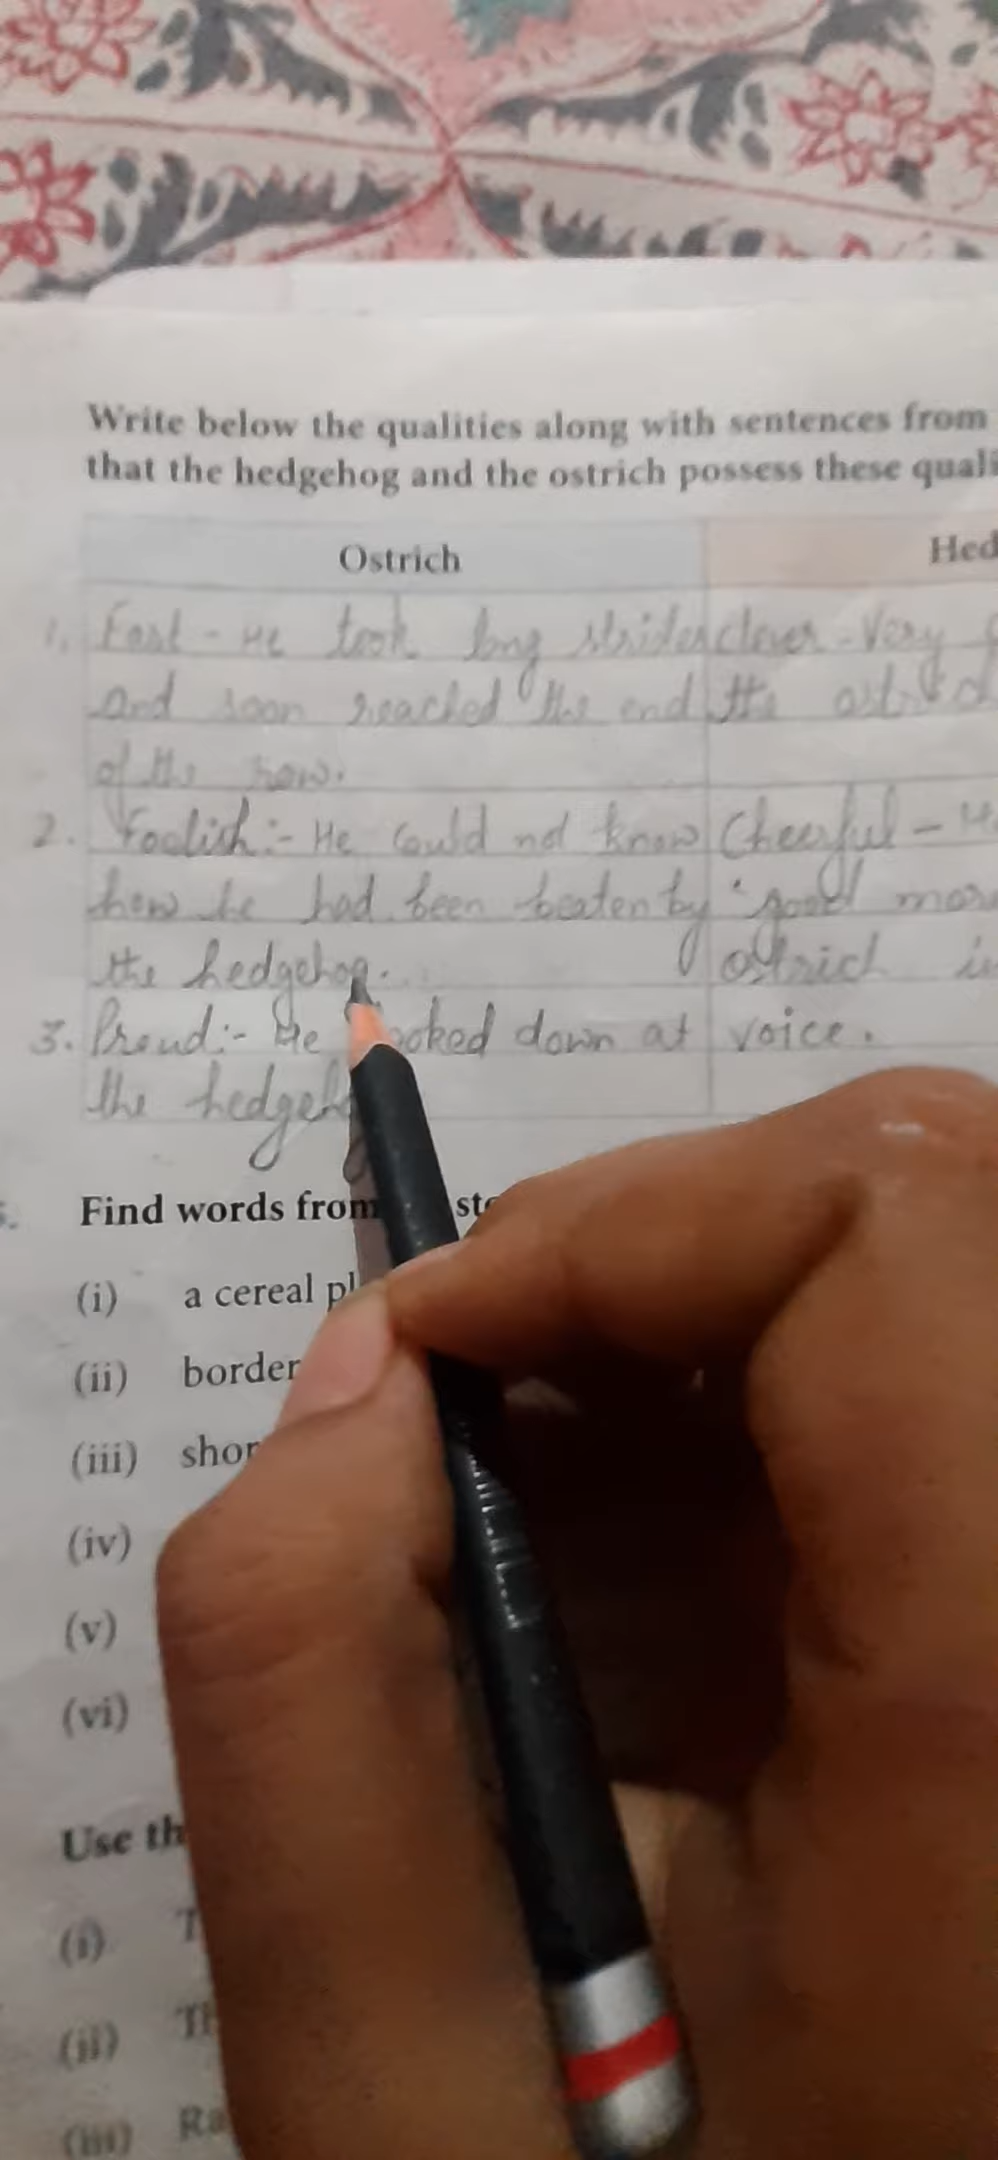 Write below the qualities along with sentences from
that the hedgehog and the ostrich possess these quali
Ostrich Hed
1. Fast - He took long strides clever - Very
and soon reached the end the ostrich
of the row.
2. Foolish:- He could not know Cheerful - H
how he had been beaten by 'good mor
the hedgehog. ostrich i
3. Proud:- He looked down at voice.
the hedgeh
Find words from sto
(i) a cereal pl
(ii) border
(iii) shor
(iv)
(v)
(vi)
Use th
(i) T
(ii) Th
(iii) Ra